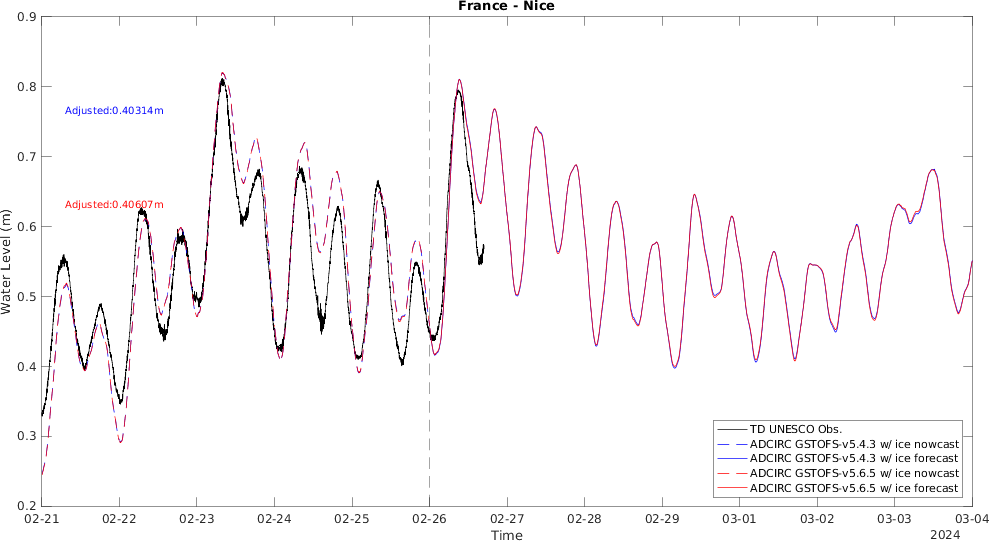 France - Nice
0.9
0.8
0.7
0.6
0.5
0.4
0.3
0.2
Water Level (m)
Adjusted:0.40314m
Adjusted:0.40607m
TD UNESCO Obs.
ADCIRC GSTOFS-v5.4.3 w/ ice nowcast
ADCIRC GSTOFS-v5.4.3 w/ ice forecast
ADCIRC GSTOFS-v5.6.5 w/ ice nowcast
ADCIRC GSTOFS-v5.6.5 w/ ice forecast
02-21 02-22 02-23 02-24 02-25 02-26 02-27 02-28 02-29 03-01 03-02 03-03 03-04
Time
2024